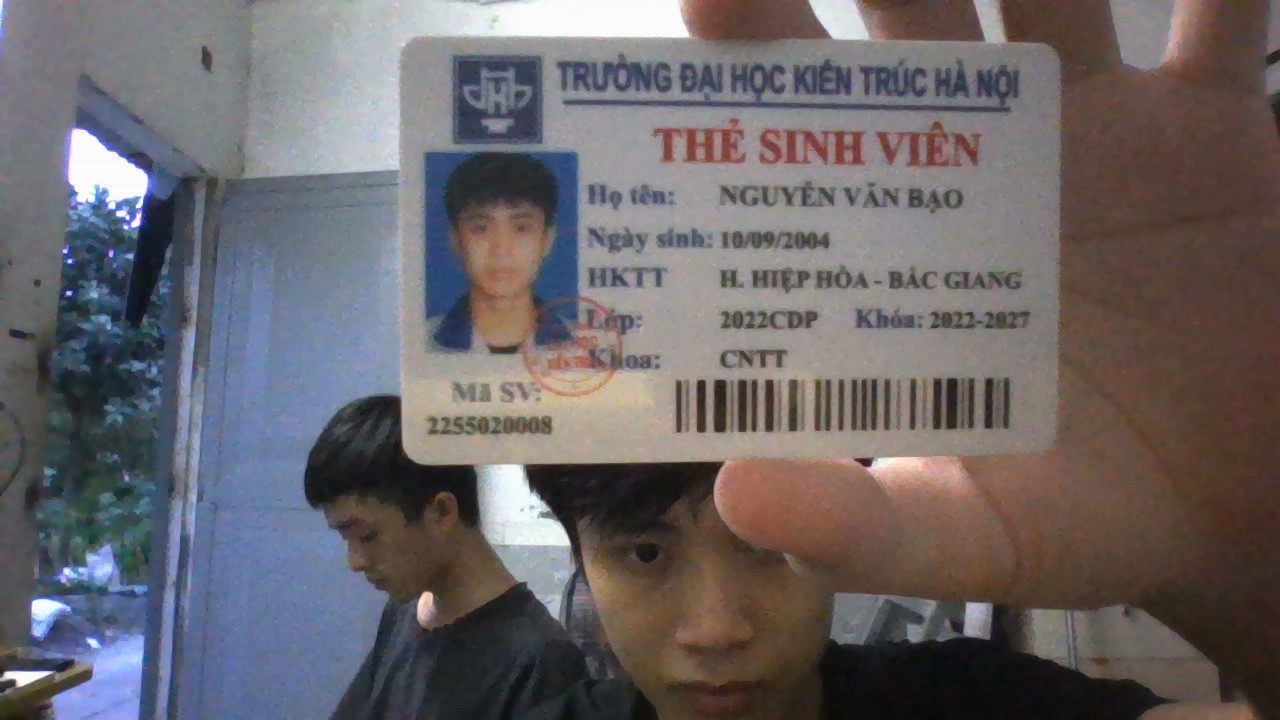 TRƯỜNG ĐẠI HỌC KIẾN TRÚC HÀ NỘI
THẺ SINH VIÊN
Họ tên: NGUYỄN VĂN BẠO
Ngày sinh: 10/09/2004
HKTT H. HIỆP HÒA - BẮC GIANG
Lớp: 2022CDP Khóa: 2022-2027
Khoa: CNTT
Mã SV:
2255020008